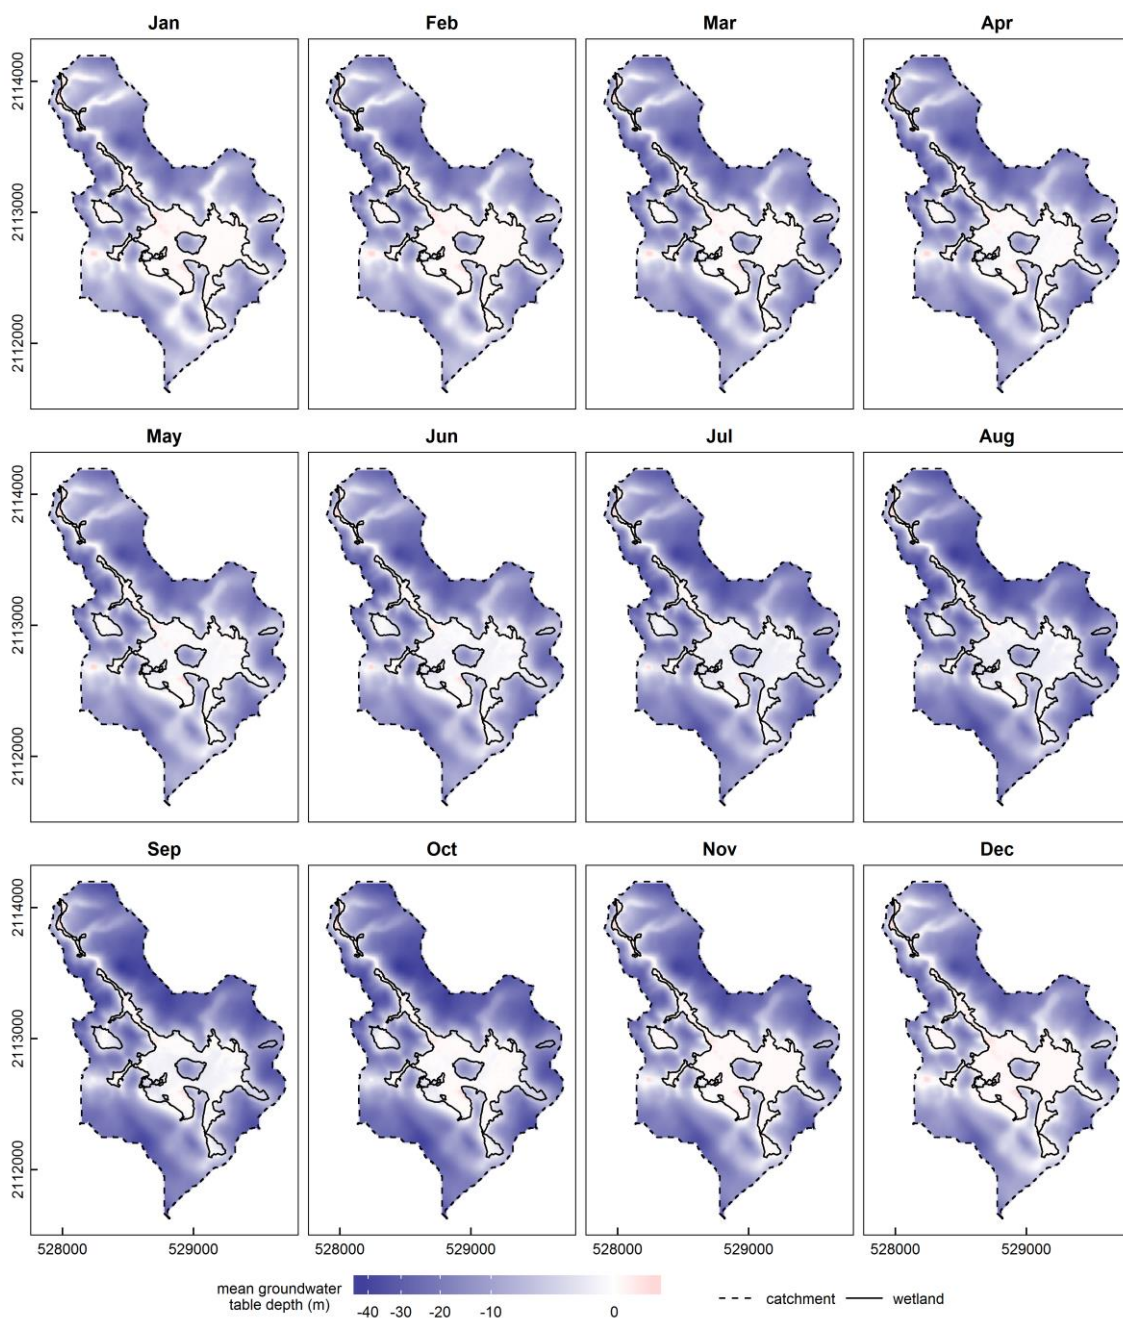 Jan Feb Mar Apr
2114000
2113000
2112000
May Jun Jul Aug
2114000
2113000
2112000
Sep Oct Nov Dec
2114000
2113000
2112000
528000 529000 528000 529000 528000 529000 528000 529000
mean groundwater
table depth (m)
-40 -30 -20 -10 0
catchment wetland